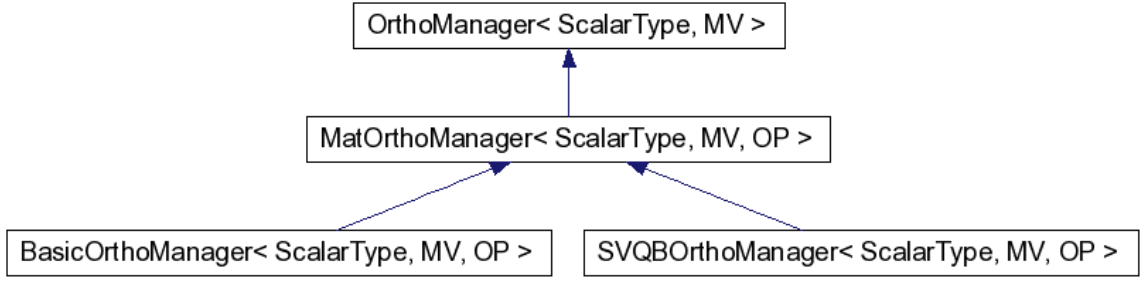 OrthoManager< ScalarType, MV >
MatOrthoManager< ScalarType, MV, OP >
BasicOrthoManager< ScalarType, MV, OP >
SVQBOrthoManager< ScalarType, MV, OP >